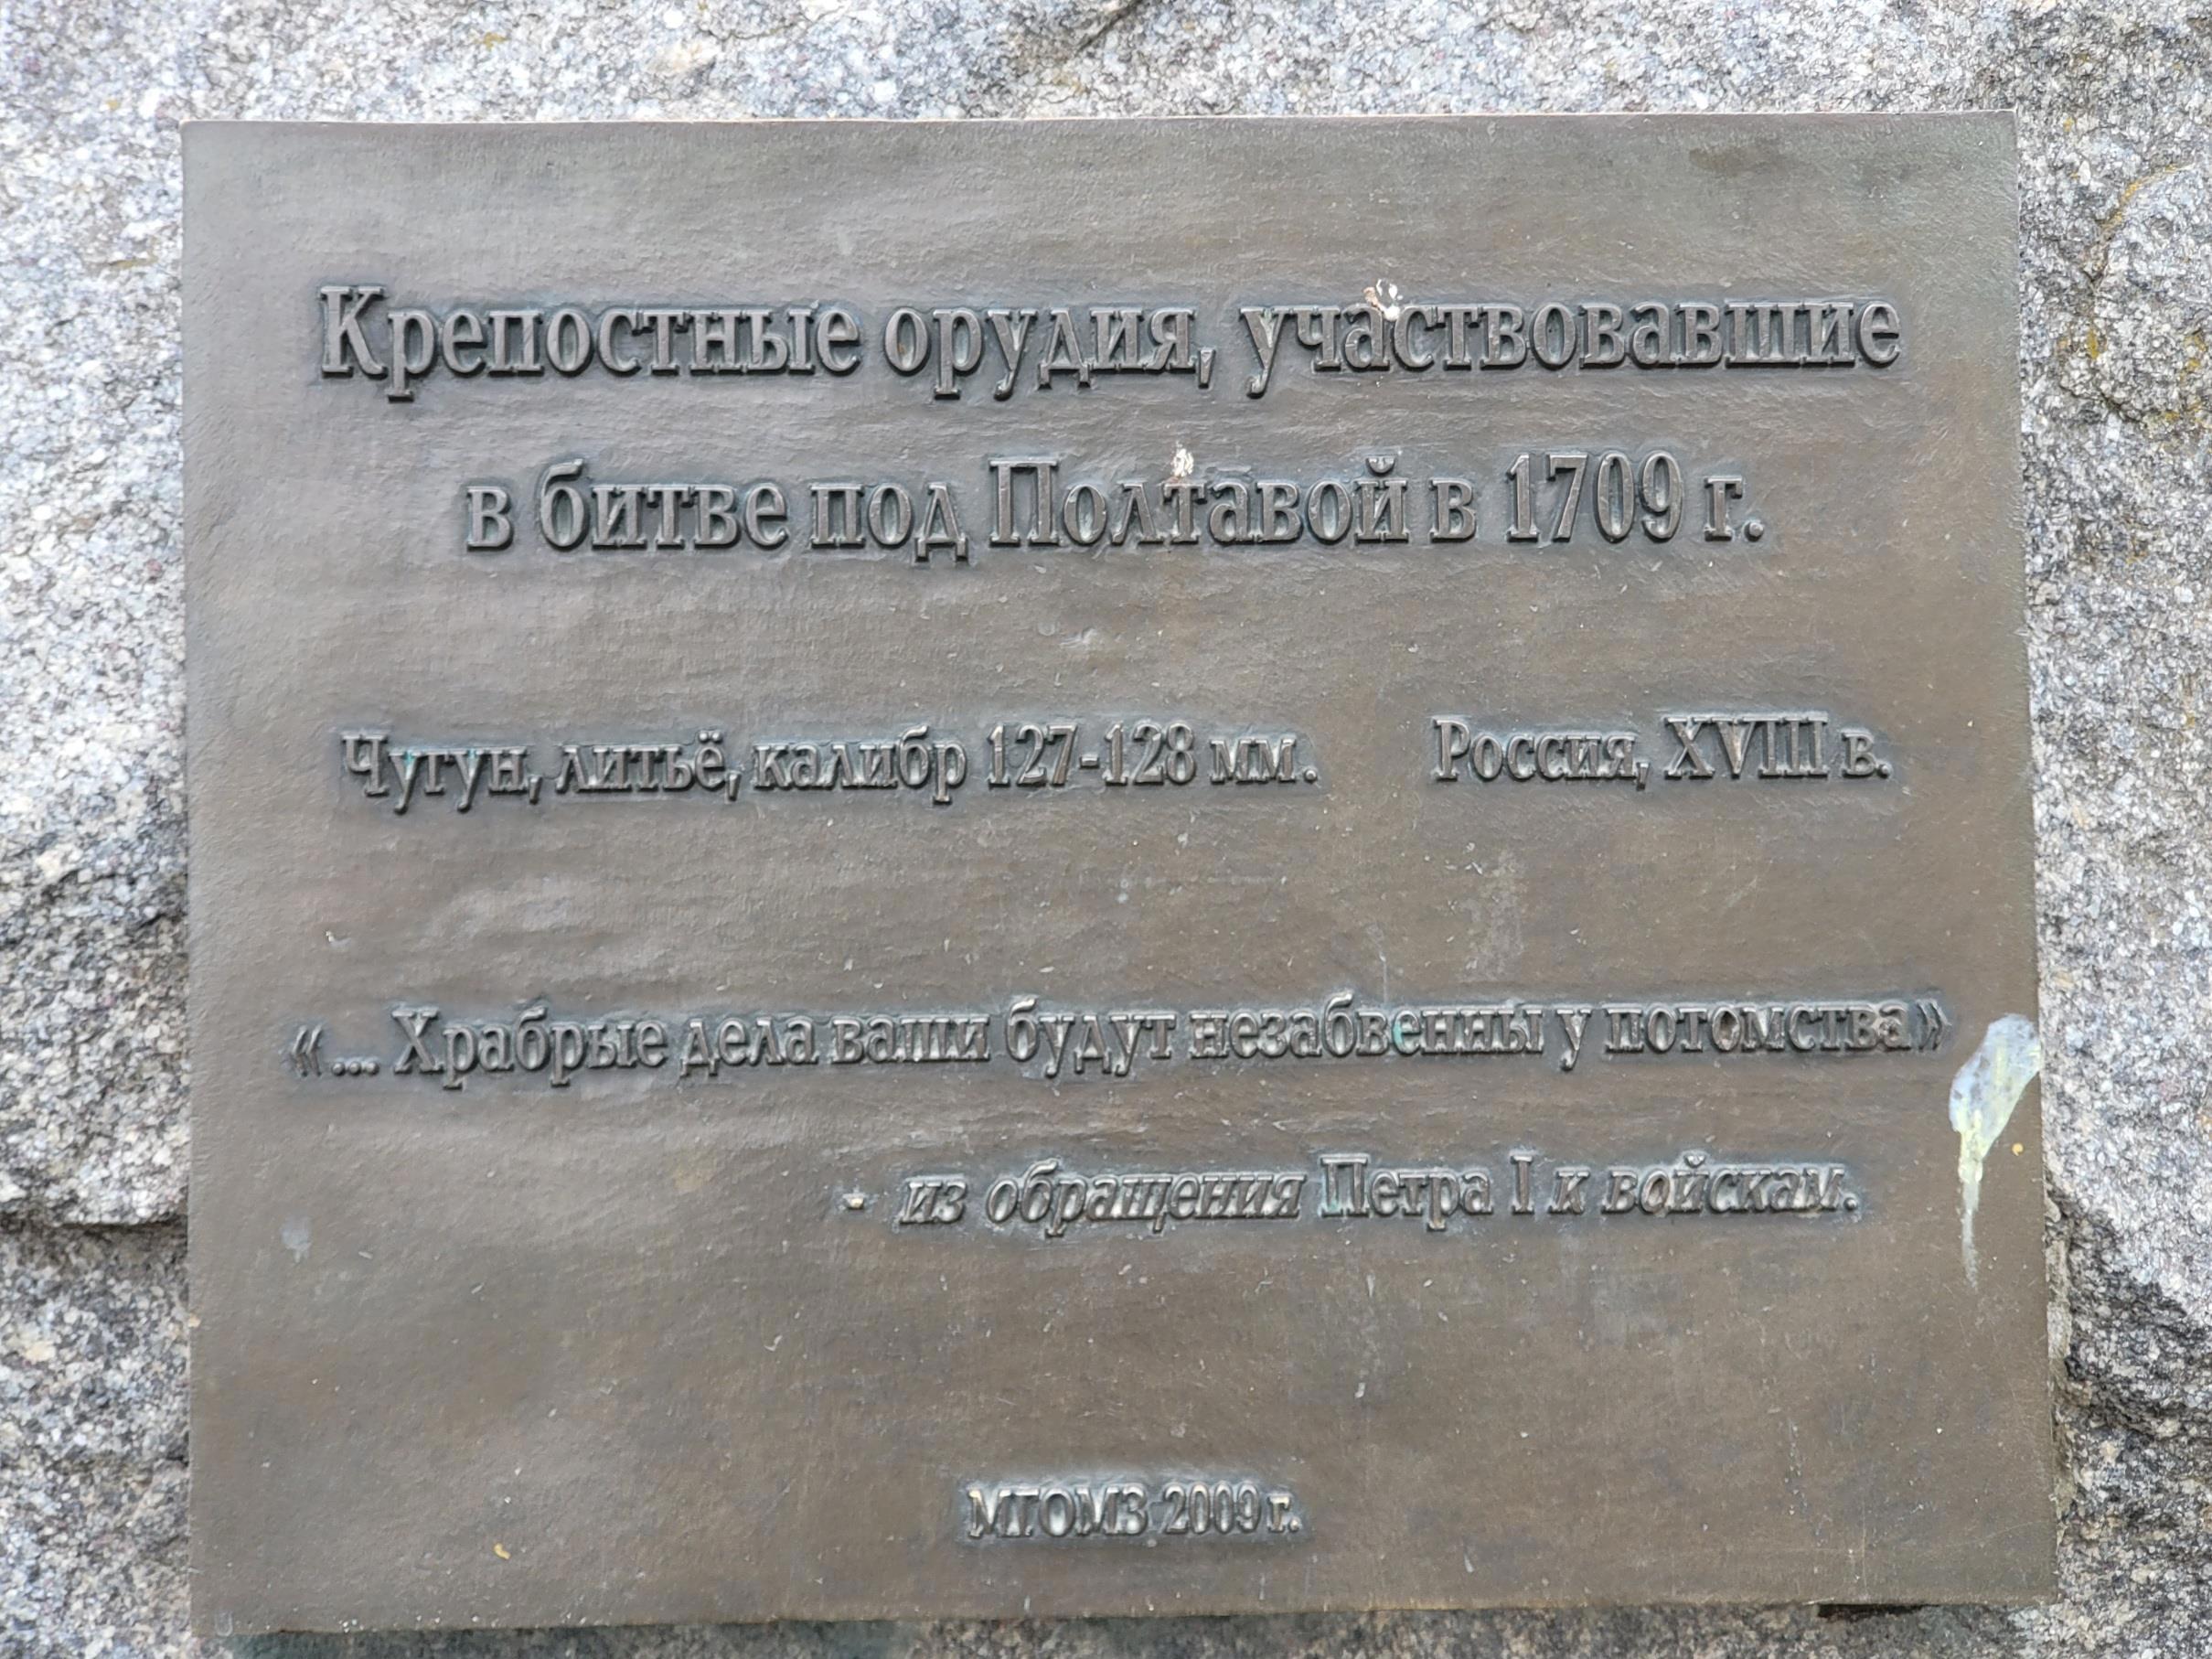 Крепостные орудия, участвовавшие
в битве под Полтавой в 1709 г.
Чугун, литьё, калибр 127-128 мм. Россия, XVIII в.
«... Храбрые дела ваши будут незабвенны у потомства»
- из обращения Петра I к войскам.
МГОМЗ 2009 г.